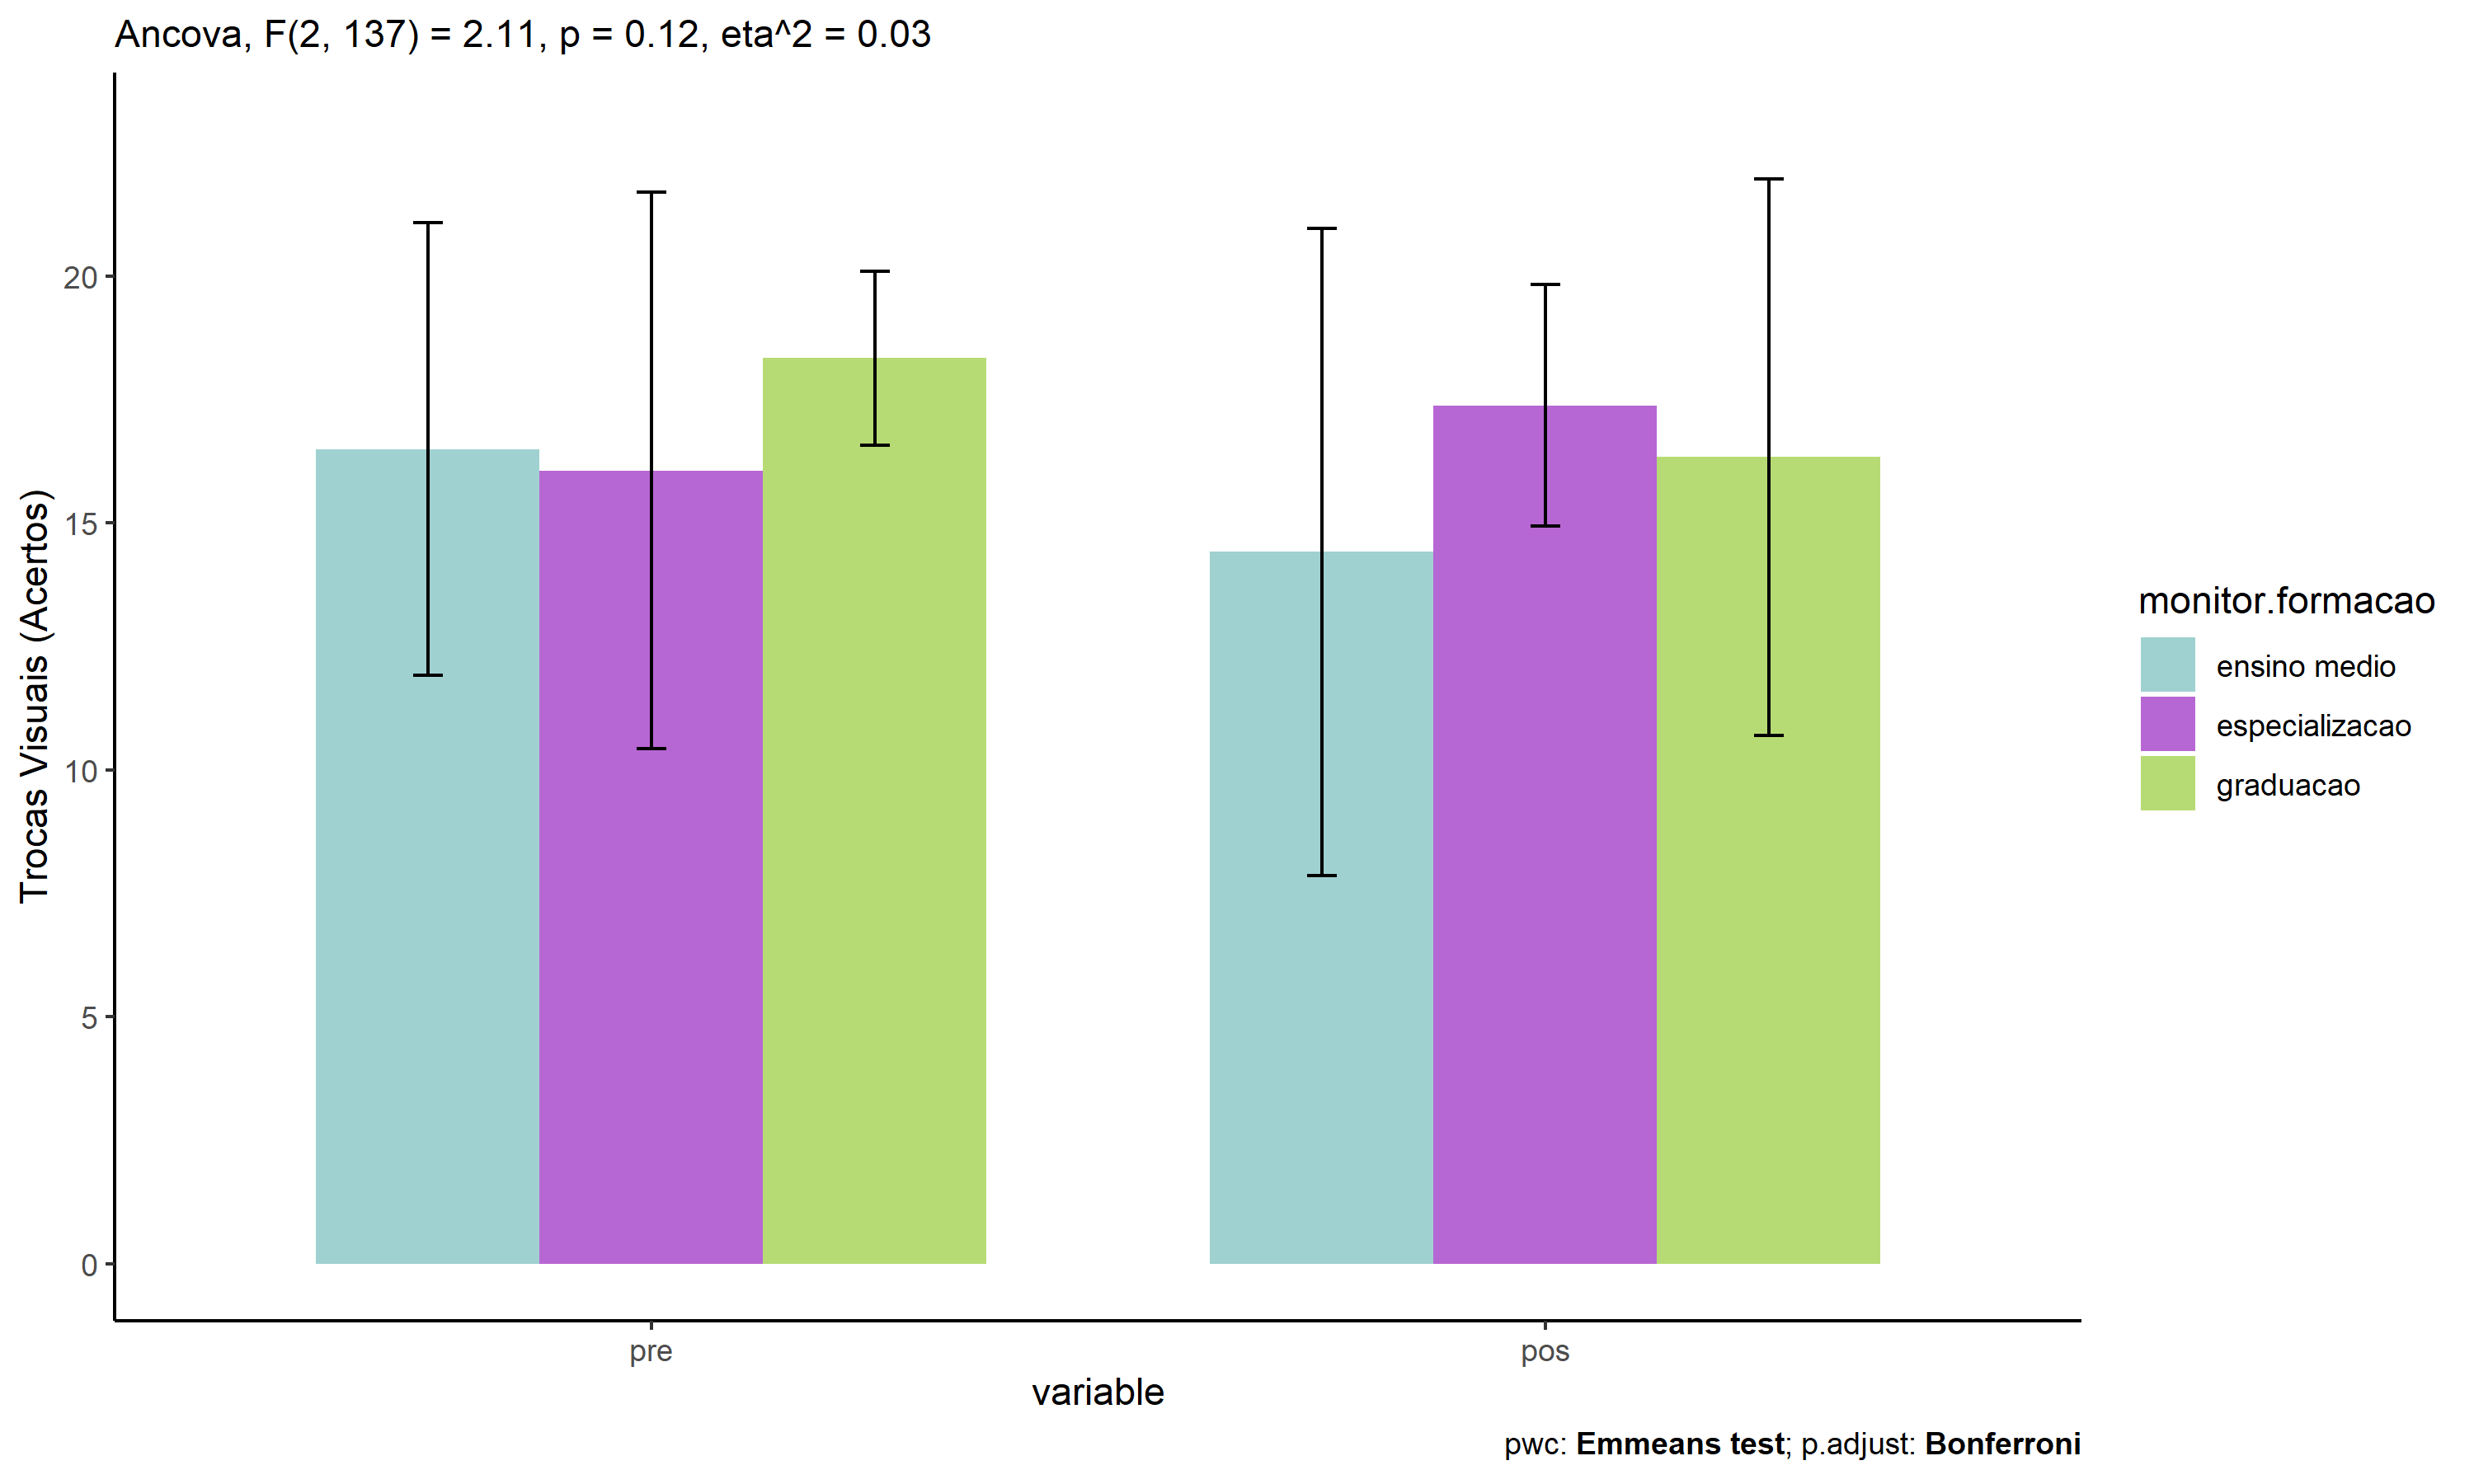 Ancova, F(2, 137) = 2.11, p = 0.12, eta^2 = 0.03
Trocas Visuais (Acertos)
20
15
10
5
0
pre
pos
variable
monitor.formacao
ensino medio
especializacao
graduacao
pwc: Emmeans test; p.adjust: Bonferroni